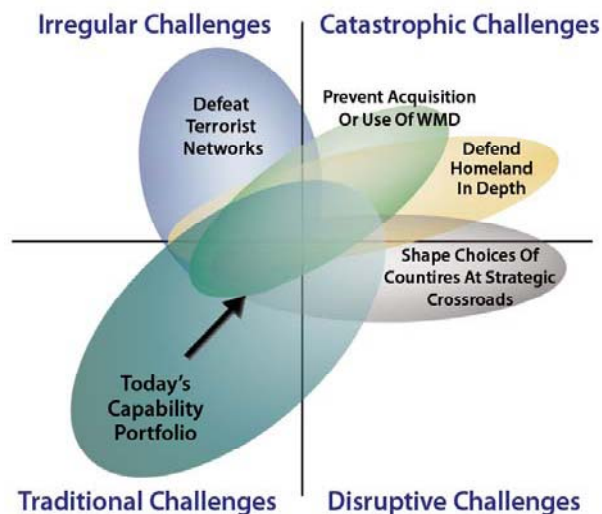 Irregular Challenges
Catastrophic Challenges
Defeat
Terrorist
Networks
Prevent Acquisition
Or Use Of WMD
Defend
Homeland
In Depth
Shape Choices Of
Countires At Strategic
Crossroads
Today's
Capability
Portfolio
Traditional Challenges
Disruptive Challenges